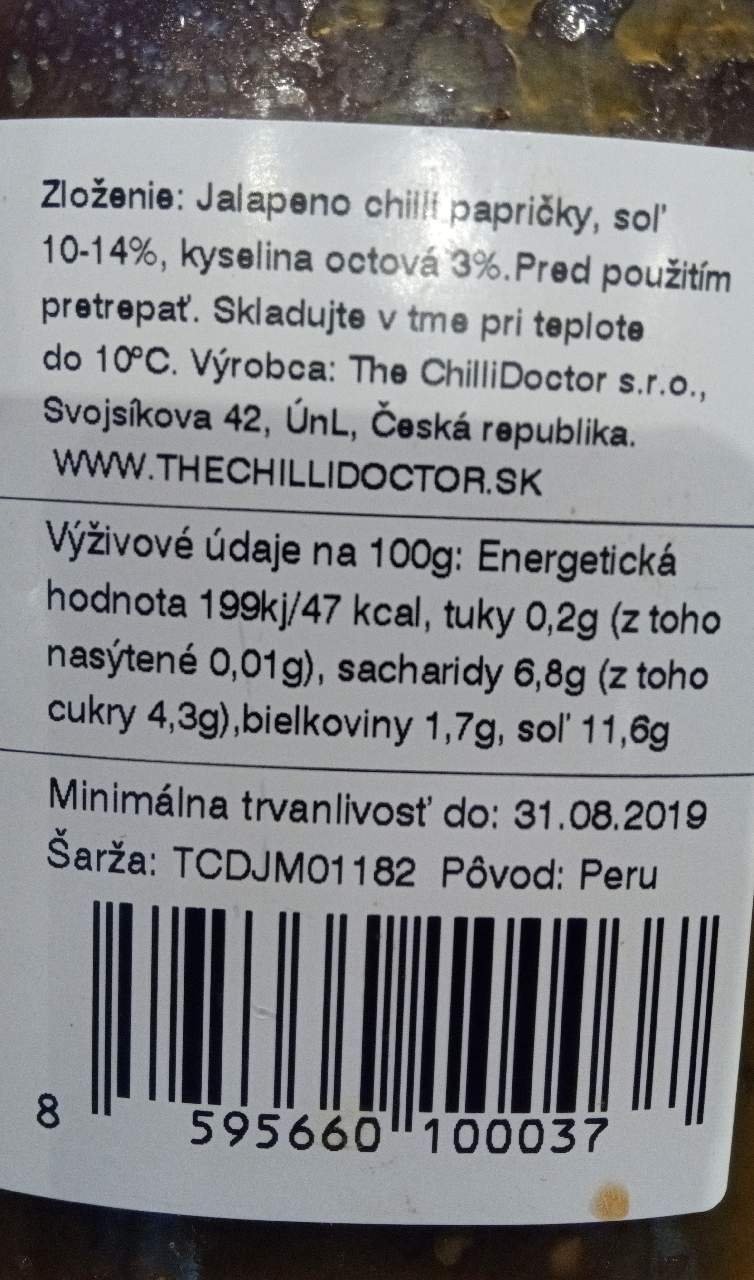 Zloženie: Jalapeno chilli papričky, soľ
10-14%, kyselina octová 3%.Pred použitím
pretrepať. Skladujte v tme pri teplote
do 10ºC. Výrobca: The ChilliDoctor s.r.o.,
Svojsíkova 42, ÚnL, Česká republika.
WWW.THECHILLIDOCTOR.SK
Výživové údaje na 100g: Energetická
hodnota 199kj/47 kcal, tuky 0,2g (z toho
nasýtené 0,01g), sacharidy 6,8g (z toho
cukry 4,3g),bielkoviny 1,7g, soľ 11,6g
Minimálna trvanlivosť do: 31.08.2019
Šarža: TCDJM01182 Pôvod: Peru
8 595660 100037